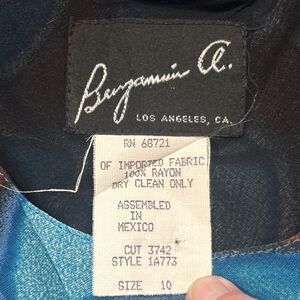 Benjamin A.
LOS ANGELES, CA.
RN 68721
OF IMPORTED FABRIC
100% RAYON
DRY CLEAN ONLY
ASSEMBLED
IN
MEXICO
CUT 3742
STYLE 1A773
SIZE 10